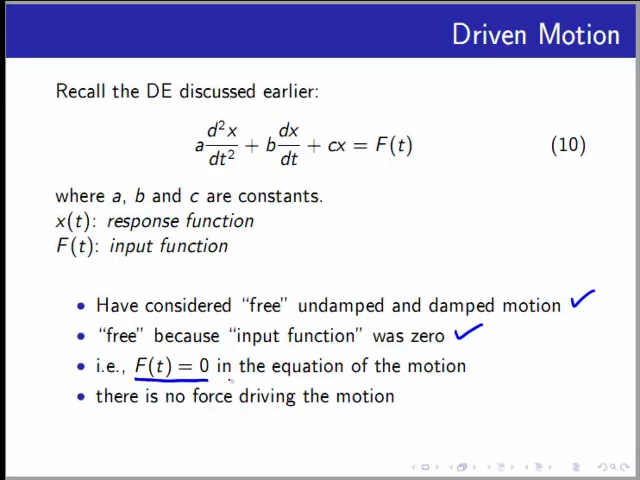 Driven Motion
Recall the DE discussed earlier:
a d²x/dt² + b dx/dt + cx = F(t) (10)
where a, b and c are constants.
x(t): response function
F(t): input function
• Have considered “free” undamped and damped motion ✓
• “free” because “input function” was zero ✓
• i.e., F(t) = 0 in the equation of the motion
• there is no force driving the motion